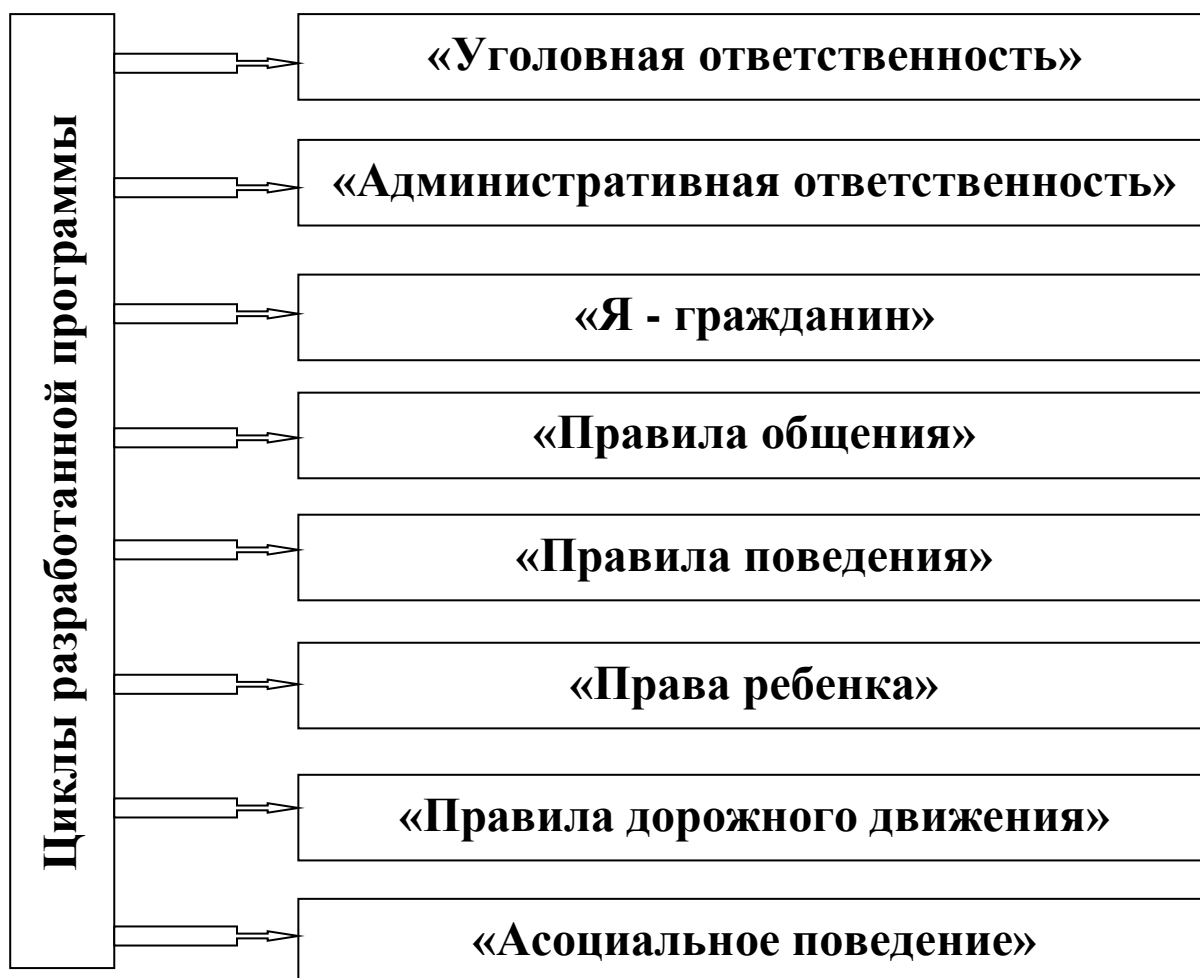 Циклы разработанной программы
«Уголовная ответственность»
«Административная ответственность»
«Я - гражданин»
«Правила общения»
«Правила поведения»
«Права ребенка»
«Правила дорожного движения»
«Асоциальное поведение»